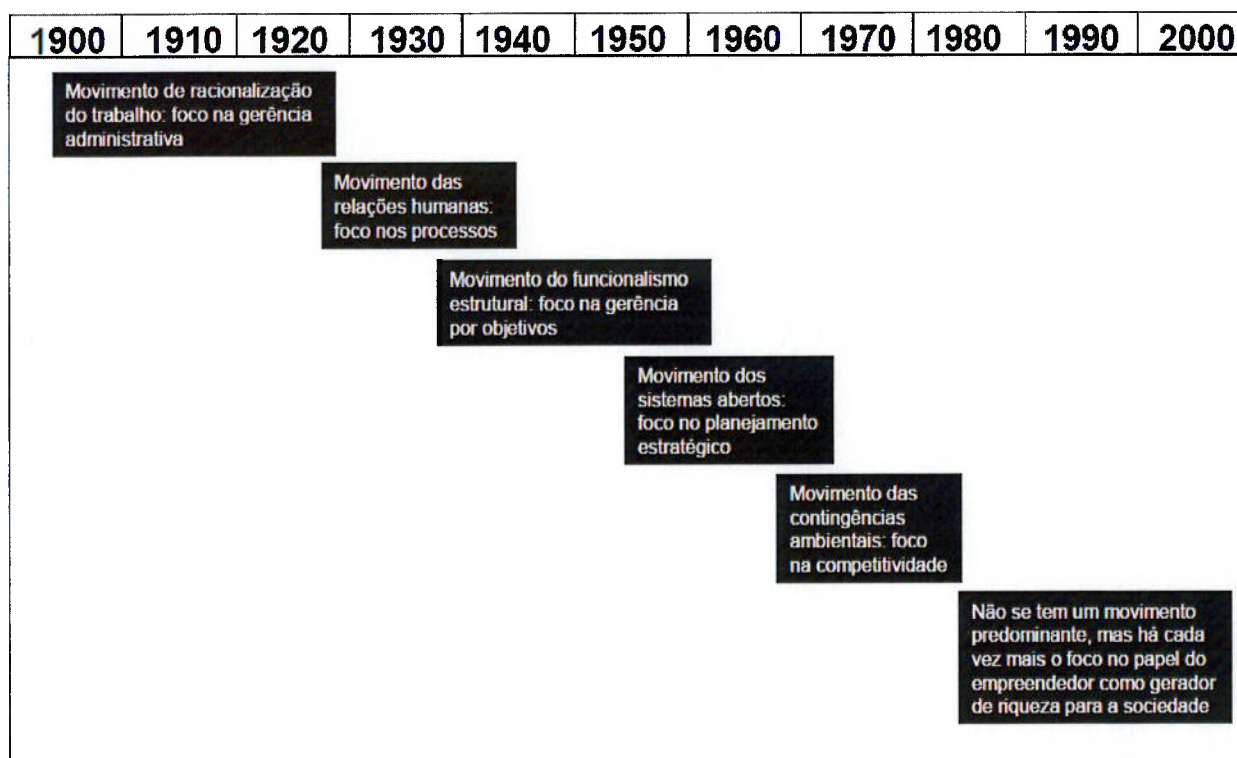 1900 1910 1920 1930 1940 1950 1960 1970 1980 1990 2000
Movimento de racionalização
do trabalho: foco na gerência
administrativa
Movimento das
relações humanas:
foco nos processos
Movimento do funcionalismo
estrutural: foco na gerência
por objetivos
Movimento dos
sistemas abertos:
foco no planejamento
estratégico
Movimento das
contingências
ambientais: foco
na competitividade
Não se tem um movimento
predominante, mas há cada
vez mais o foco no papel do
empreendedor como gerador
de riqueza para a sociedade